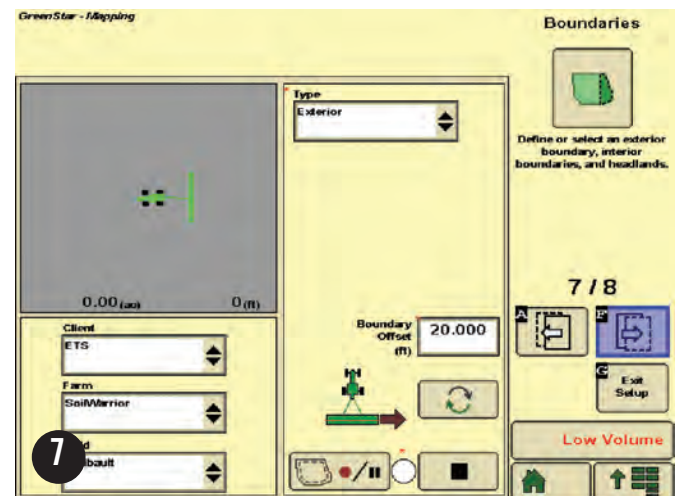 GreenStar - Mapping
Boundaries
Type
Exterior
Define or select an exterior
boundary, interior
boundaries, and headlands.
0.00 (ac)
0 (ft)
7 / 8
Client
ETS
Boundary
Offset
(ft)
20.000
A
F
Farm
SoilWarrior
G
Exit
Setup
7
Low Volume